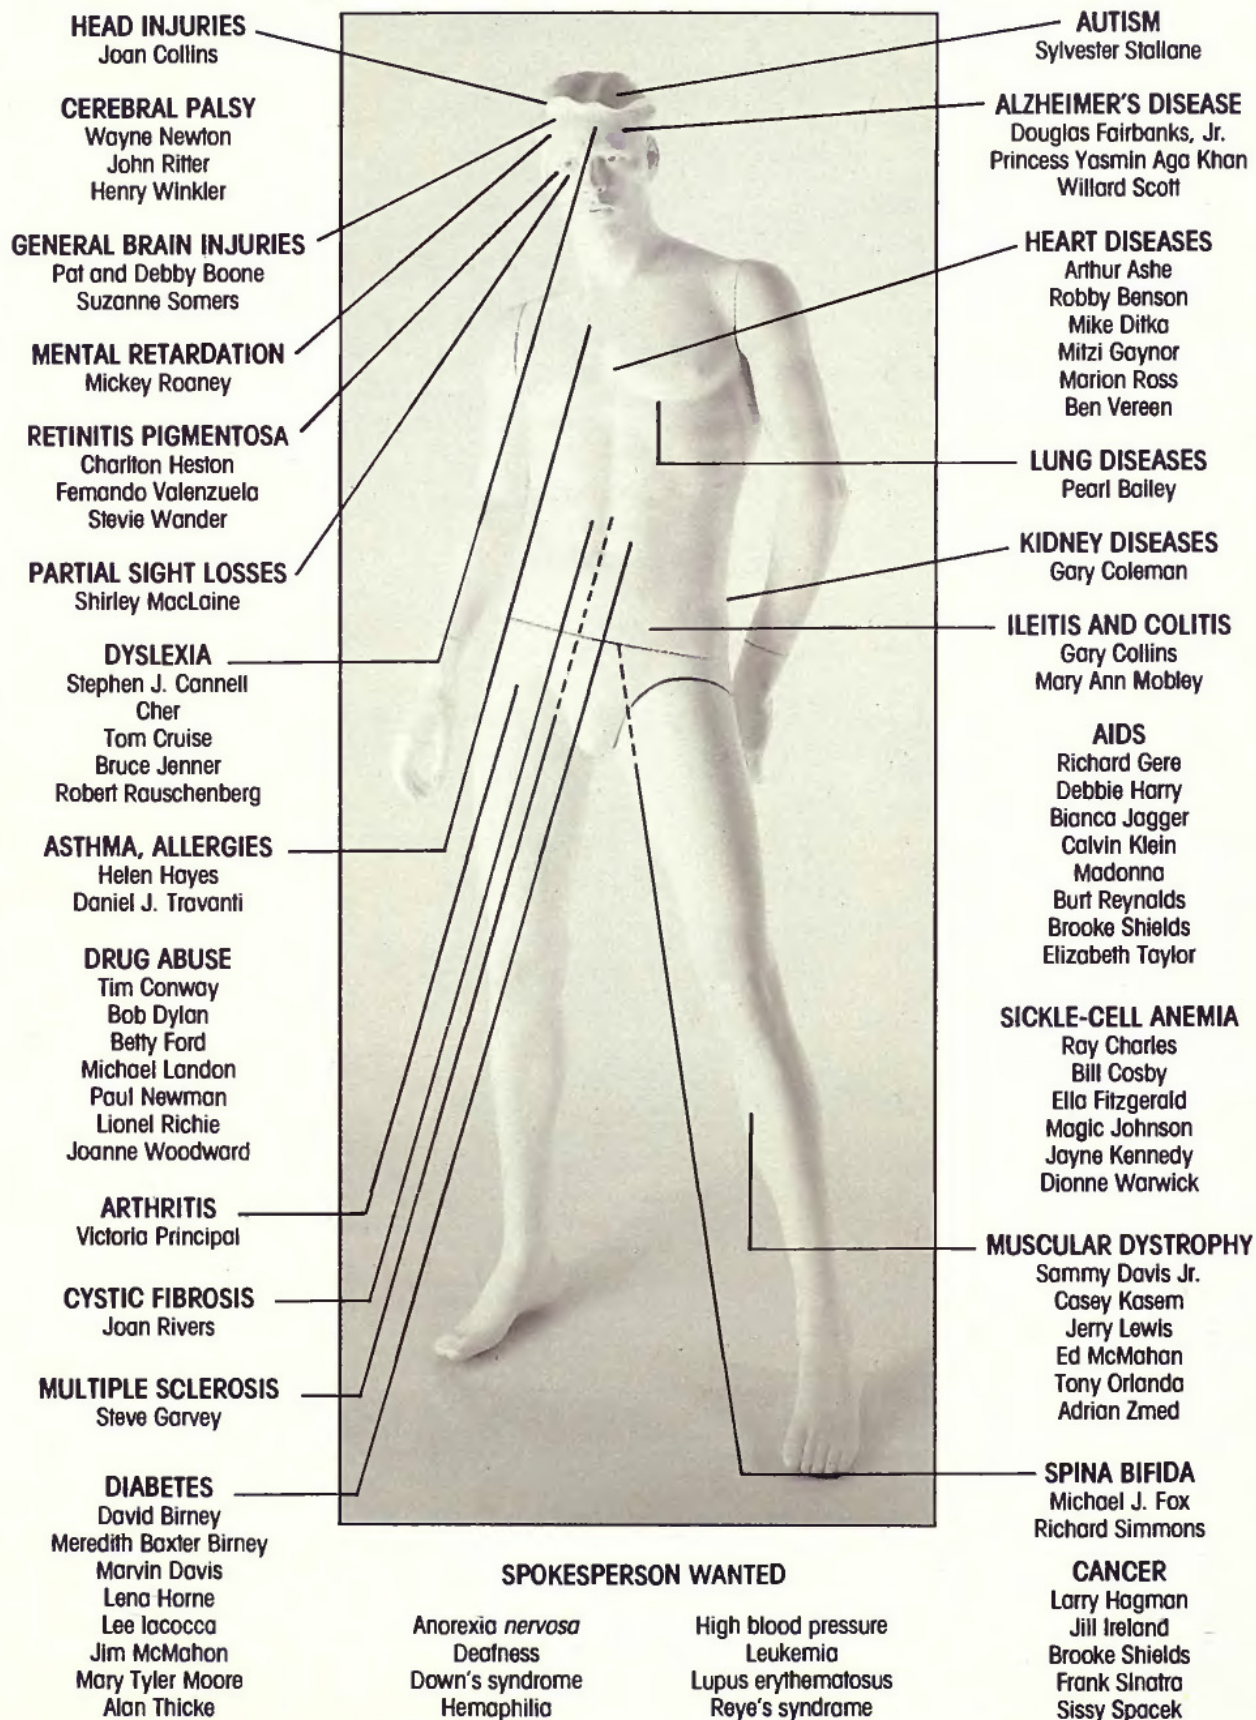 HEAD INJURIES
Joan Collins
CEREBRAL PALSY
Wayne Newton
John Ritter
Henry Winkler
GENERAL BRAIN INJURIES
Pat and Debby Boone
Suzanne Somers
MENTAL RETARDATION
Mickey Rooney
RETINITIS PIGMENTOSA
Charlton Heston
Fernando Valenzuela
Stevie Wonder
PARTIAL SIGHT LOSSES
Shirley MacLaine
DYSLEXIA
Stephen J. Cannell
Cher
Tom Cruise
Bruce Jenner
Robert Rauschenberg
ASTHMA, ALLERGIES
Helen Hayes
Daniel J. Travanti
DRUG ABUSE
Tim Conway
Bob Dylan
Betty Ford
Michael Landon
Paul Newman
Lionel Richie
Joanne Woodward
ARTHRITIS
Victoria Principal
CYSTIC FIBROSIS
Joan Rivers
MULTIPLE SCLEROSIS
Steve Garvey
DIABETES
David Birney
Meredith Baxter Birney
Marvin Davis
Lena Horne
Lee Iacocca
Jim McMahon
Mary Tyler Moore
Alan Thicke
AUTISM
Sylvester Stallone
ALZHEIMER'S DISEASE
Douglas Fairbanks, Jr.
Princess Yasmin Aga Khan
Willard Scott
HEART DISEASES
Arthur Ashe
Robby Benson
Mike Ditka
Mitzi Gaynor
Marion Ross
Ben Vereen
LUNG DISEASES
Pearl Bailey
KIDNEY DISEASES
Gary Coleman
ILEITIS AND COLITIS
Gary Collins
Mary Ann Mobley
AIDS
Richard Gere
Debbie Harry
Bianca Jagger
Calvin Klein
Madonna
Burt Reynolds
Brooke Shields
Elizabeth Taylor
SICKLE-CELL ANEMIA
Ray Charles
Bill Cosby
Ella Fitzgerald
Magic Johnson
Jayne Kennedy
Dionne Warwick
MUSCULAR DYSTROPHY
Sammy Davis Jr.
Casey Kasem
Jerry Lewis
Ed McMahon
Tony Orlando
Adrian Zmed
SPINA BIFIDA
Michael J. Fox
Richard Simmons
CANCER
Larry Hagman
Jill Ireland
Brooke Shields
Frank Sinatra
Sissy Spacek
SPOKESPERSON WANTED
Anorexia nervosa
Deafness
Down's syndrome
Hemophilia
High blood pressure
Leukemia
Lupus erythematosus
Reye's syndrome